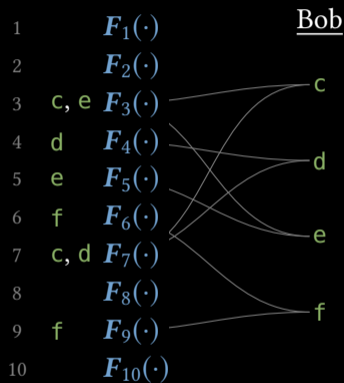 Bob
1 F₁(·)
2 F₂(·)
3 c, e F₃(·) c
4 d F₄(·) d
5 e F₅(·)
6 f F₆(·) e
7 c, d F₇(·)
8 F₈(·) f
9 f F₉(·)
10 F₁₀(·)